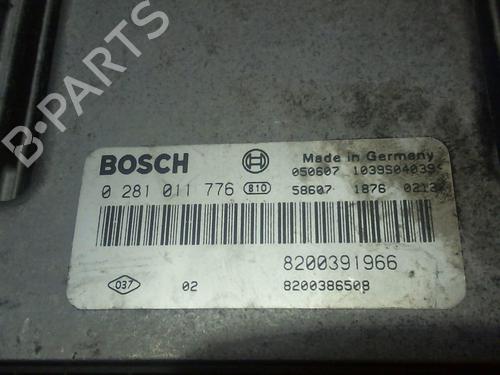 B-PARTS
BOSCH
Made in Germany
050607 1039S04039
0 281 011 776 810
58607 1876 0213
8200391966
037 02 8200386508